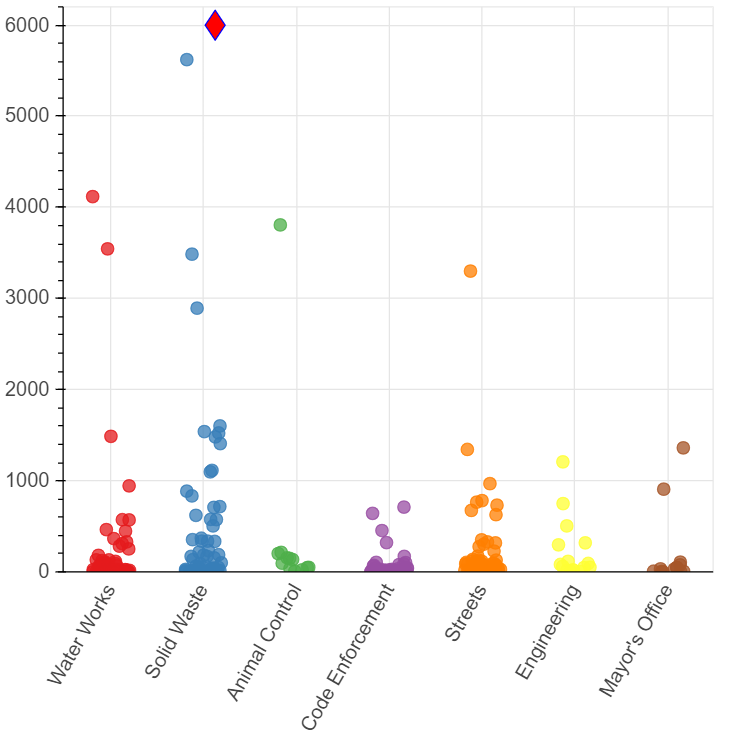 6000
5000
4000
3000
2000
1000
0
Water Works
Solid Waste
Animal Control
Code Enforcement
Streets
Engineering
Mayor's Office